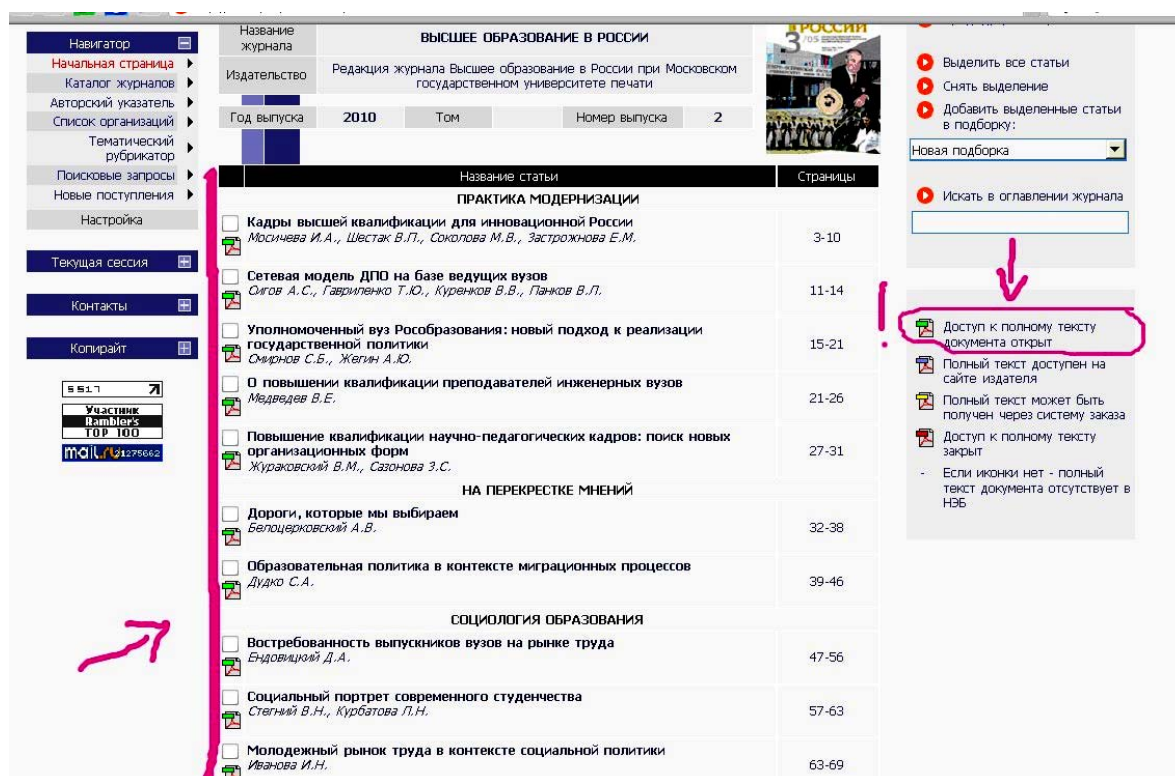 Навигатор
Начальная страница
Каталог журналов
Авторский указатель
Список организаций
Тематический
рубрикатор
Поисковые запросы
Новые поступления
Настройка
Текущая сессия
Контакты
Копирайт
5517
Участник
Rambler's
TOP 100
mail.ru 1275662
Название
журнала
ВЫСШЕЕ ОБРАЗОВАНИЕ В РОССИИ
Издательство
Редакция журнала Высшее образование в России при Московском
государственном университете печати
Год выпуска 2010 Том Номер выпуска 2
РОССИИ
3 /05
Название статьи Страницы
ПРАКТИКА МОДЕРНИЗАЦИИ
Кадры высшей квалификации для инновационной России
Мосичева И.А., Шестак В.П., Соколова М.В., Застрожнова Е.М.
3-10
Сетевая модель ДПО на базе ведущих вузов
Сигов А.С., Гавриленко Т.Ю., Куренков В.В., Панков В.Л.
11-14
Уполномоченный вуз Рособразования: новый подход к реализации
государственной политики
Смирнов С.Б., Жегин А.Ю.
15-21
О повышении квалификации преподавателей инженерных вузов
Медведев В.Е.
21-26
Повышение квалификации научно-педагогических кадров: поиск новых
организационных форм
Жураковский В.М., Сазонова З.С.
27-31
НА ПЕРЕКРЕСТКЕ МНЕНИЙ
Дороги, которые мы выбираем
Белоцерковский А.В.
32-38
Образовательная политика в контексте миграционных процессов
Дудко С.А.
39-46
СОЦИОЛОГИЯ ОБРАЗОВАНИЯ
Востребованность выпускников вузов на рынке труда
Ендовицкий Д.А.
47-56
Социальный портрет современного студенчества
Стегний В.Н., Курбатова Л.Н.
57-63
Молодежный рынок труда в контексте социальной политики
Иванова И.Н.
63-69
Выделить все статьи
Снять выделение
Добавить выделенные статьи
в подборку:
Новая подборка
Искать в оглавлении журнала
!
Доступ к полному тексту
документа открыт
Полный текст доступен на
сайте издателя
Полный текст может быть
получен через систему заказа
Доступ к полному тексту
закрыт
- Если иконки нет - полный
текст документа отсутствует в
НЭБ